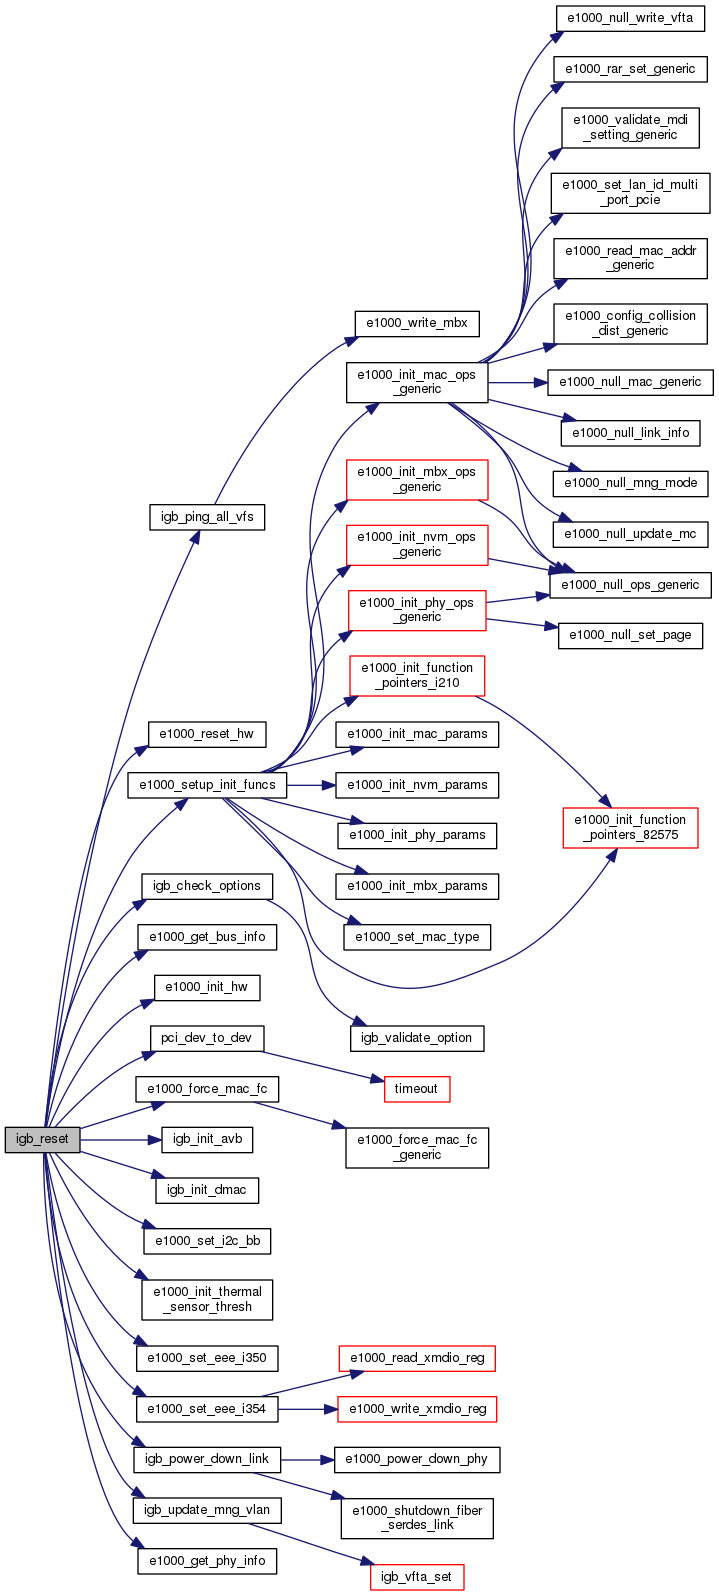 e1000_null_write_vfta
e1000_rar_set_generic
e1000_validate_mdi
_setting_generic
e1000_set_lan_id_multi
_port_pcie
e1000_read_mac_addr
_generic
e1000_config_collision
_dist_generic
e1000_write_mbx
e1000_init_mac_ops
_generic
e1000_null_mac_generic
e1000_null_link_info
e1000_init_mbx_ops
_generic
e1000_null_mng_mode
igb_ping_all_vfs
e1000_null_update_mc
e1000_init_nvm_ops
_generic
e1000_null_ops_generic
e1000_init_phy_ops
_generic
e1000_null_set_page
e1000_init_function
_pointers_i210
e1000_reset_hw
e1000_init_mac_params
e1000_setup_init_funcs
e1000_init_nvm_params
e1000_init_phy_params
e1000_init_function
_pointers_82575
igb_check_options
e1000_init_mbx_params
e1000_get_bus_info
e1000_set_mac_type
e1000_init_hw
pci_dev_to_dev
igb_validate_option
e1000_force_mac_fc
timeout
igb_reset
igb_init_avb
e1000_force_mac_fc
_generic
igb_init_dmac
e1000_set_i2c_bb
e1000_init_thermal
_sensor_thresh
e1000_set_eee_i350
e1000_read_xmdio_reg
e1000_set_eee_i354
e1000_write_xmdio_reg
igb_power_down_link
e1000_power_down_phy
igb_update_mng_vlan
e1000_shutdown_fiber
_serdes_link
e1000_get_phy_info
igb_vfta_set